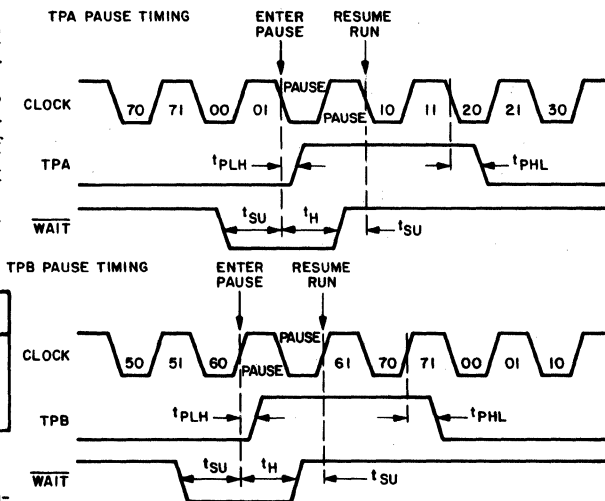 TPA PAUSE TIMING
ENTER PAUSE
RESUME RUN
CLOCK
70 71 00 01 PAUSE PAUSE 10 11 20 21 30
TPA
tPLH
tPHL
WAIT
tSU
tH
tSU
TPB PAUSE TIMING
ENTER PAUSE
RESUME RUN
CLOCK
50 51 60 PAUSE PAUSE 61 70 71 00 01 10
TPB
tPLH
tPHL
WAIT
tSU
tH
tSU